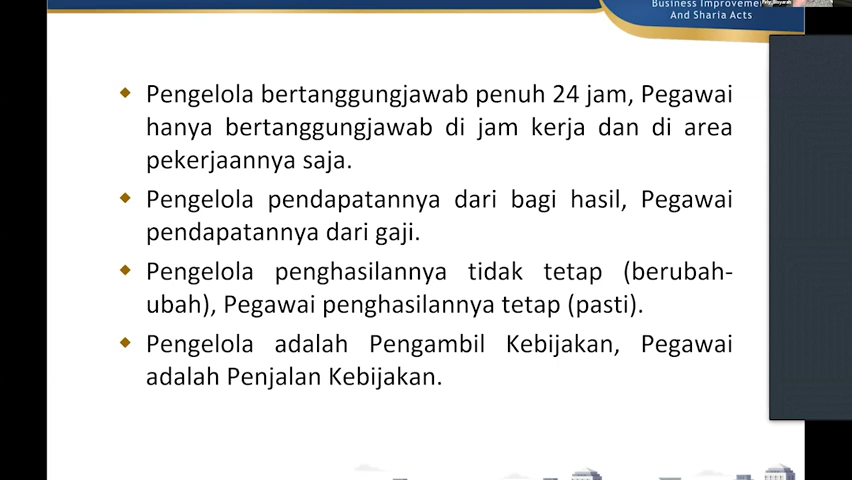 Business Improvement
And Sharia Acts
Pengelola bertanggungjawab penuh 24 jam, Pegawai
hanya bertanggungjawab di jam kerja dan di area
pekerjaannya saja.
Pengelola pendapatannya dari bagi hasil, Pegawai
pendapatannya dari gaji.
Pengelola penghasilannya tidak tetap (berubah-
ubah), Pegawai penghasilannya tetap (pasti).
Pengelola adalah Pengambil Kebijakan, Pegawai
adalah Penjalan Kebijakan.